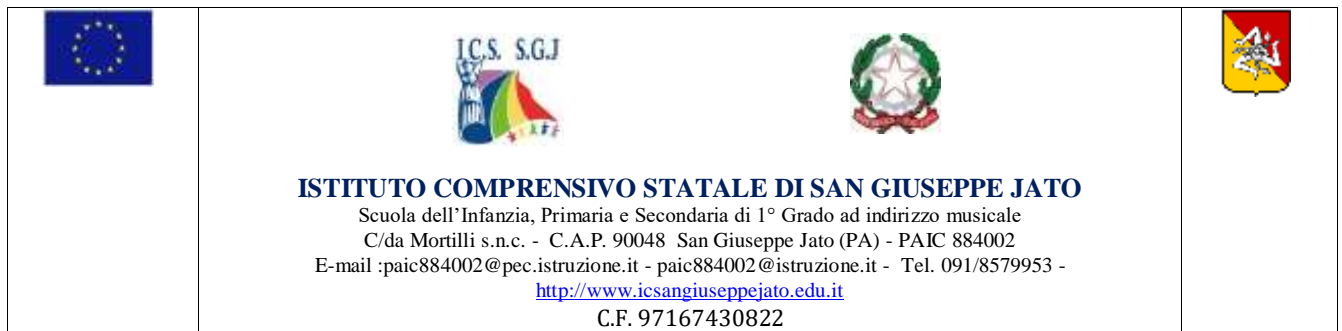 I.C.S. S.G.J
ISTITUTO COMPRENSIVO STATALE DI SAN GIUSEPPE JATO
Scuola dell’Infanzia, Primaria e Secondaria di 1° Grado ad indirizzo musicale
C/da Mortilli s.n.c. - C.A.P. 90048 San Giuseppe Jato (PA) - PAIC 884002
E-mail :paic884002@pec.istruzione.it - paic884002@istruzione.it - Tel. 091/8579953 -
http://www.icsangiuseppejato.edu.it
C.F. 97167430822